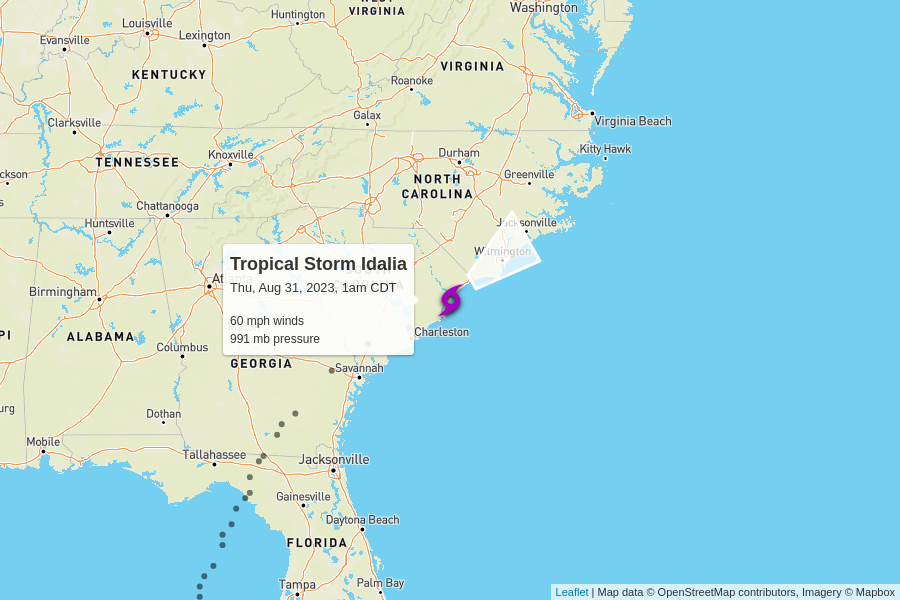 WEST
VIRGINIA
Huntington
Washington
Louisville
Evansville
Lexington
KENTUCKY
VIRGINIA
Roanoke
Clarksville
Galax
Virginia Beach
TENNESSEE
Knoxville
Durham
Kitty Hawk
ckson
NORTH
CAROLINA
Greenville
s
Chattanooga
Huntsville
Jacksonville
Wilmington
Tropical Storm Idalia
Thu, Aug 31, 2023, 1am CDT
60 mph winds
991 mb pressure
Atlanta
Birmingham
Charleston
PI
ALABAMA
Columbus
GEORGIA
Savannah
urg
Dothan
Mobile
Tallahassee
Jacksonville
Gainesville
Daytona Beach
FLORIDA
Tampa
Palm Bay
Leaflet | Map data © OpenStreetMap contributors, Imagery © Mapbox